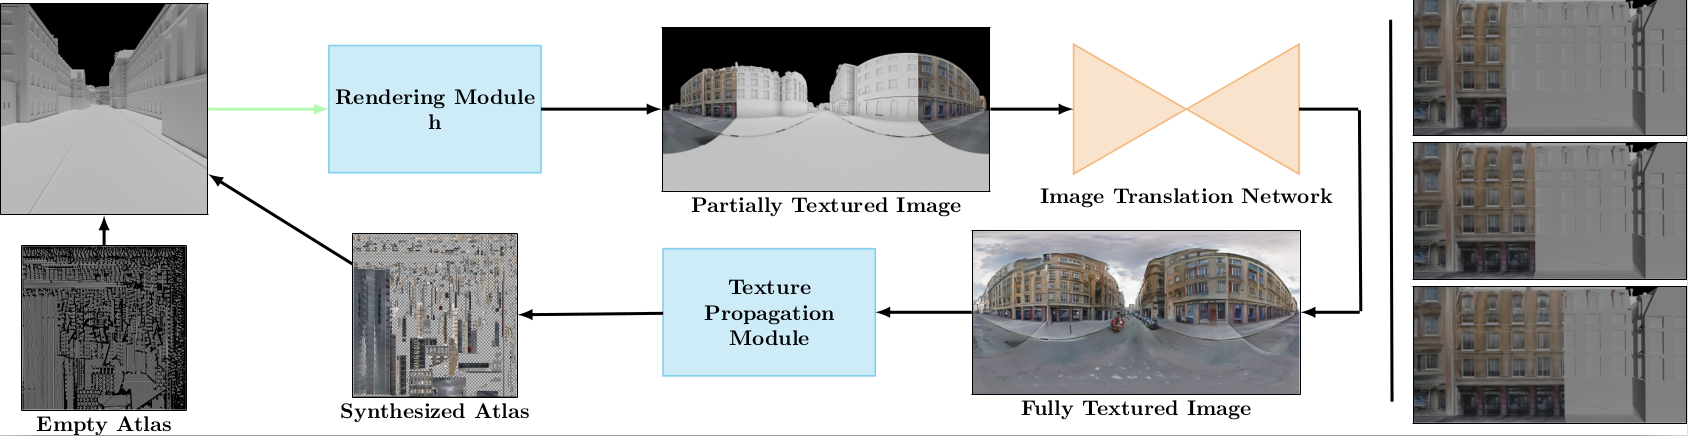 Rendering Module
h
Partially Textured Image
Image Translation Network
Texture
Propagation
Module
Fully Textured Image
Synthesized Atlas
Empty Atlas